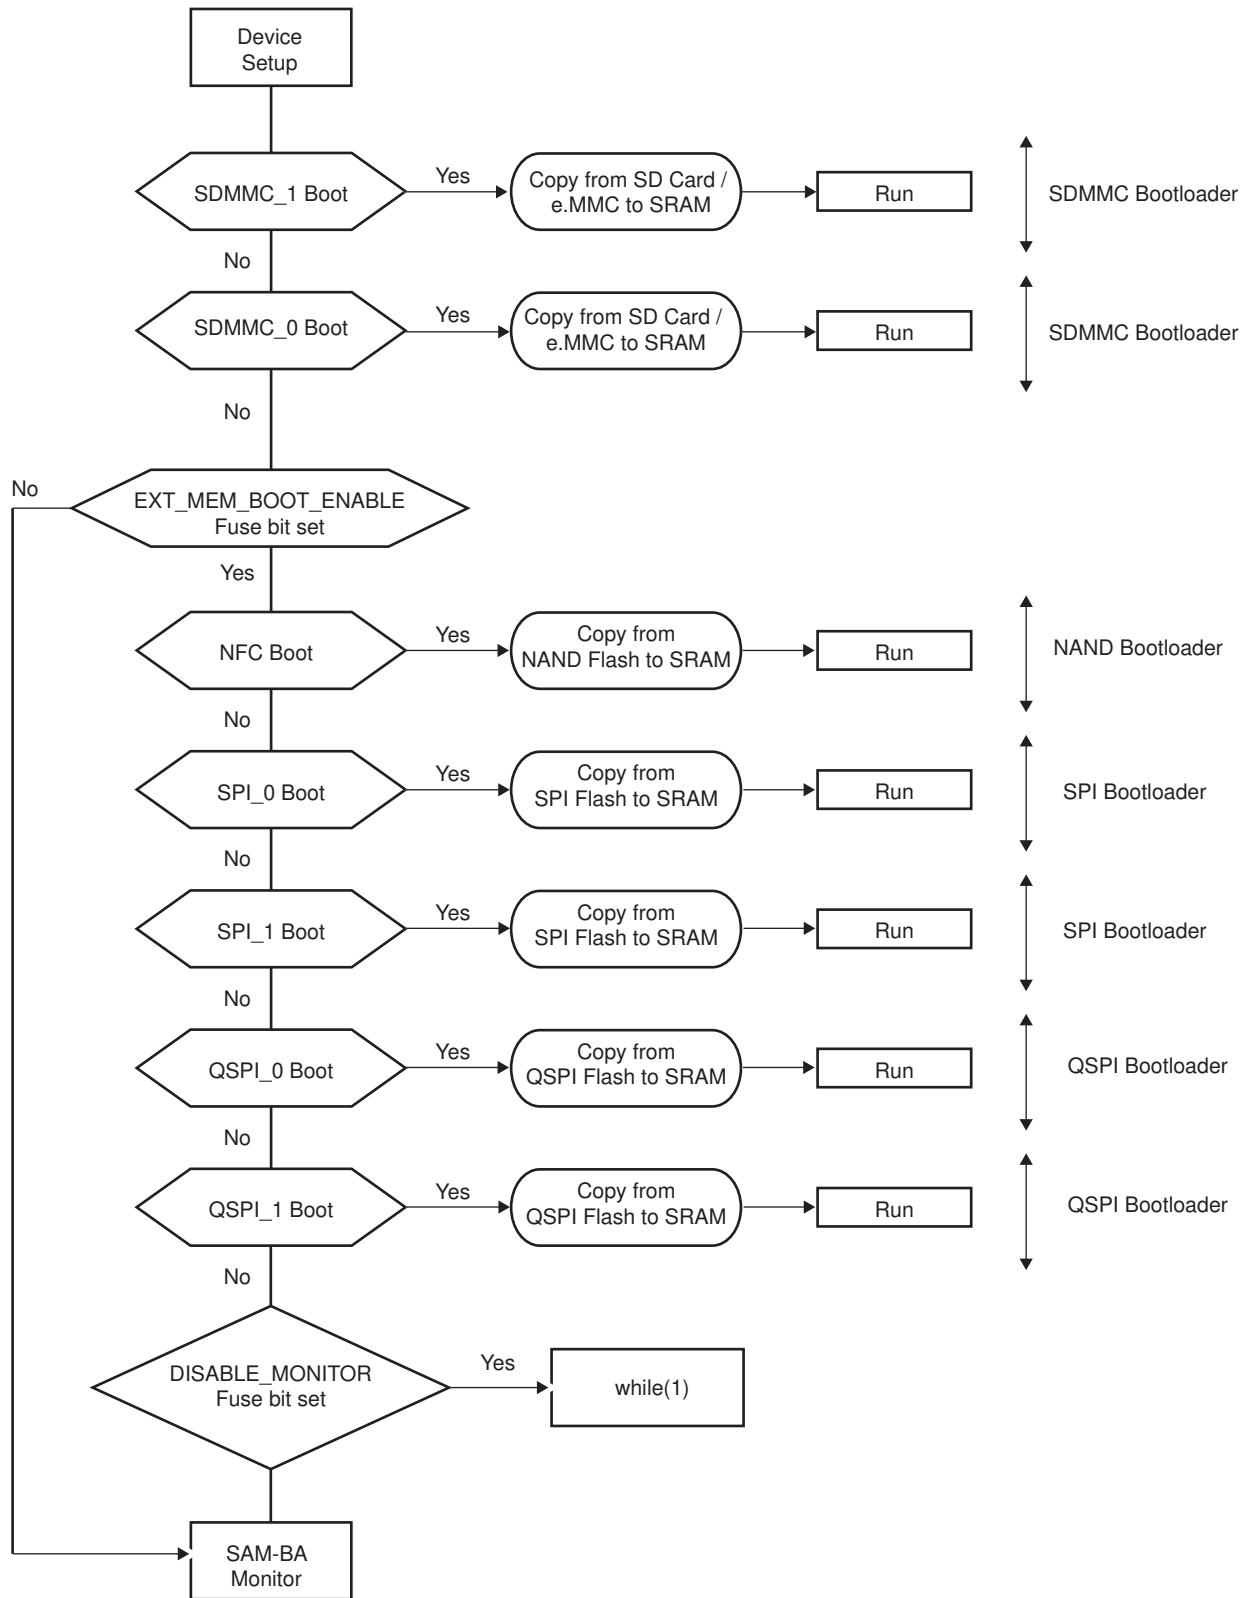 Device
Setup
SDMMC_1 Boot
Yes
Copy from SD Card /
e.MMC to SRAM
Run
SDMMC Bootloader
No
SDMMC_0 Boot
Yes
Copy from SD Card /
e.MMC to SRAM
Run
SDMMC Bootloader
No
No
EXT_MEM_BOOT_ENABLE
Fuse bit set
Yes
NFC Boot
Yes
Copy from
NAND Flash to SRAM
Run
NAND Bootloader
No
SPI_0 Boot
Yes
Copy from
SPI Flash to SRAM
Run
SPI Bootloader
No
SPI_1 Boot
Yes
Copy from
SPI Flash to SRAM
Run
SPI Bootloader
No
QSPI_0 Boot
Yes
Copy from
QSPI Flash to SRAM
Run
QSPI Bootloader
No
QSPI_1 Boot
Yes
Copy from
QSPI Flash to SRAM
Run
QSPI Bootloader
No
DISABLE_MONITOR
Fuse bit set
Yes
while(1)
SAM-BA
Monitor